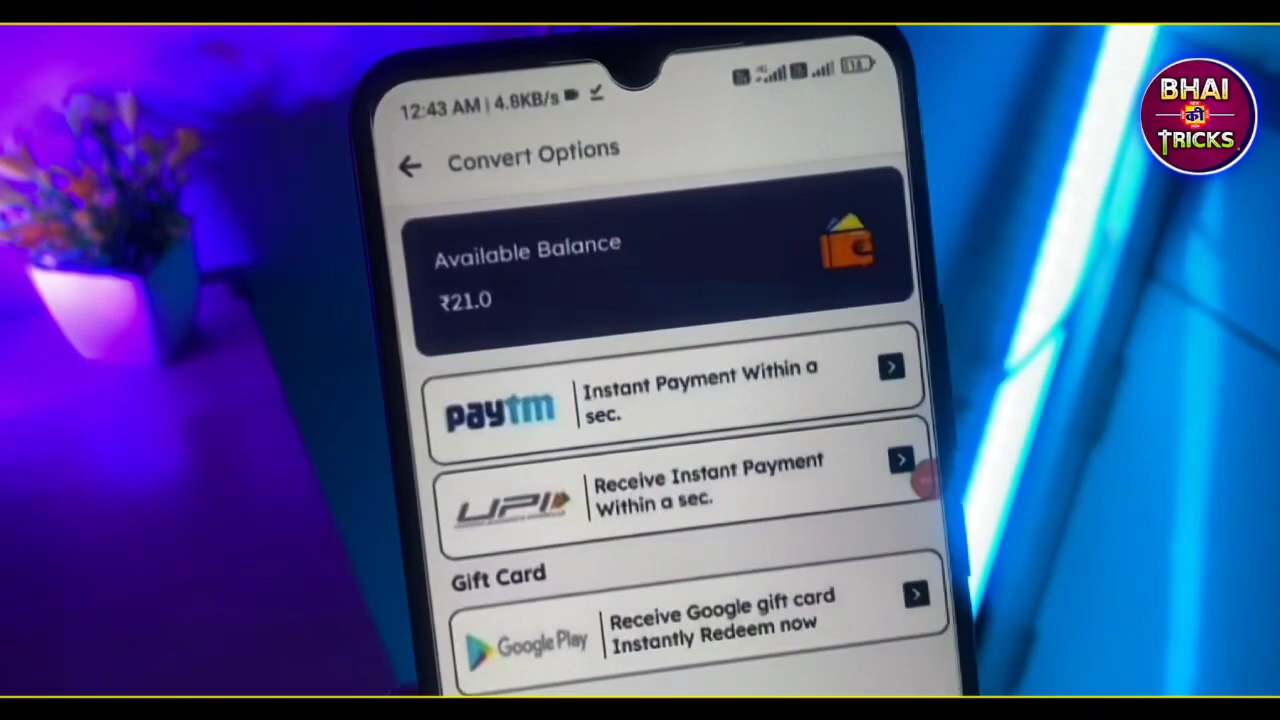 BHAI
की
TRICKS
12:43 AM | 4.8KB/s
Convert Options
Available Balance
₹21.0
paytm
Instant Payment Within a
sec.
UPI
Receive Instant Payment
Within a sec.
Gift Card
Google Play
Receive Google gift card
Instantly Redeem now